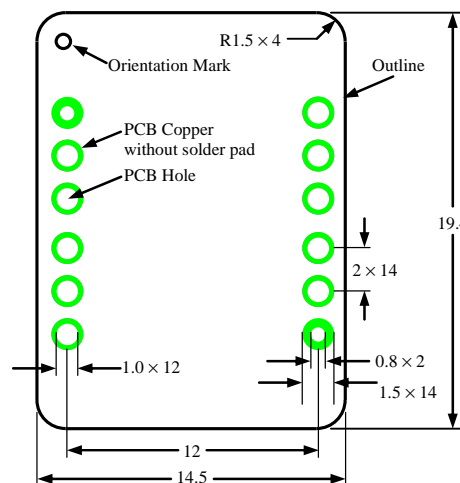 R1.5 × 4
Orientation Mark
Outline
PCB Copper
without solder pad
PCB Hole
2 × 14
1.0 × 12
0.8 × 2
1.5 × 14
12
14.5